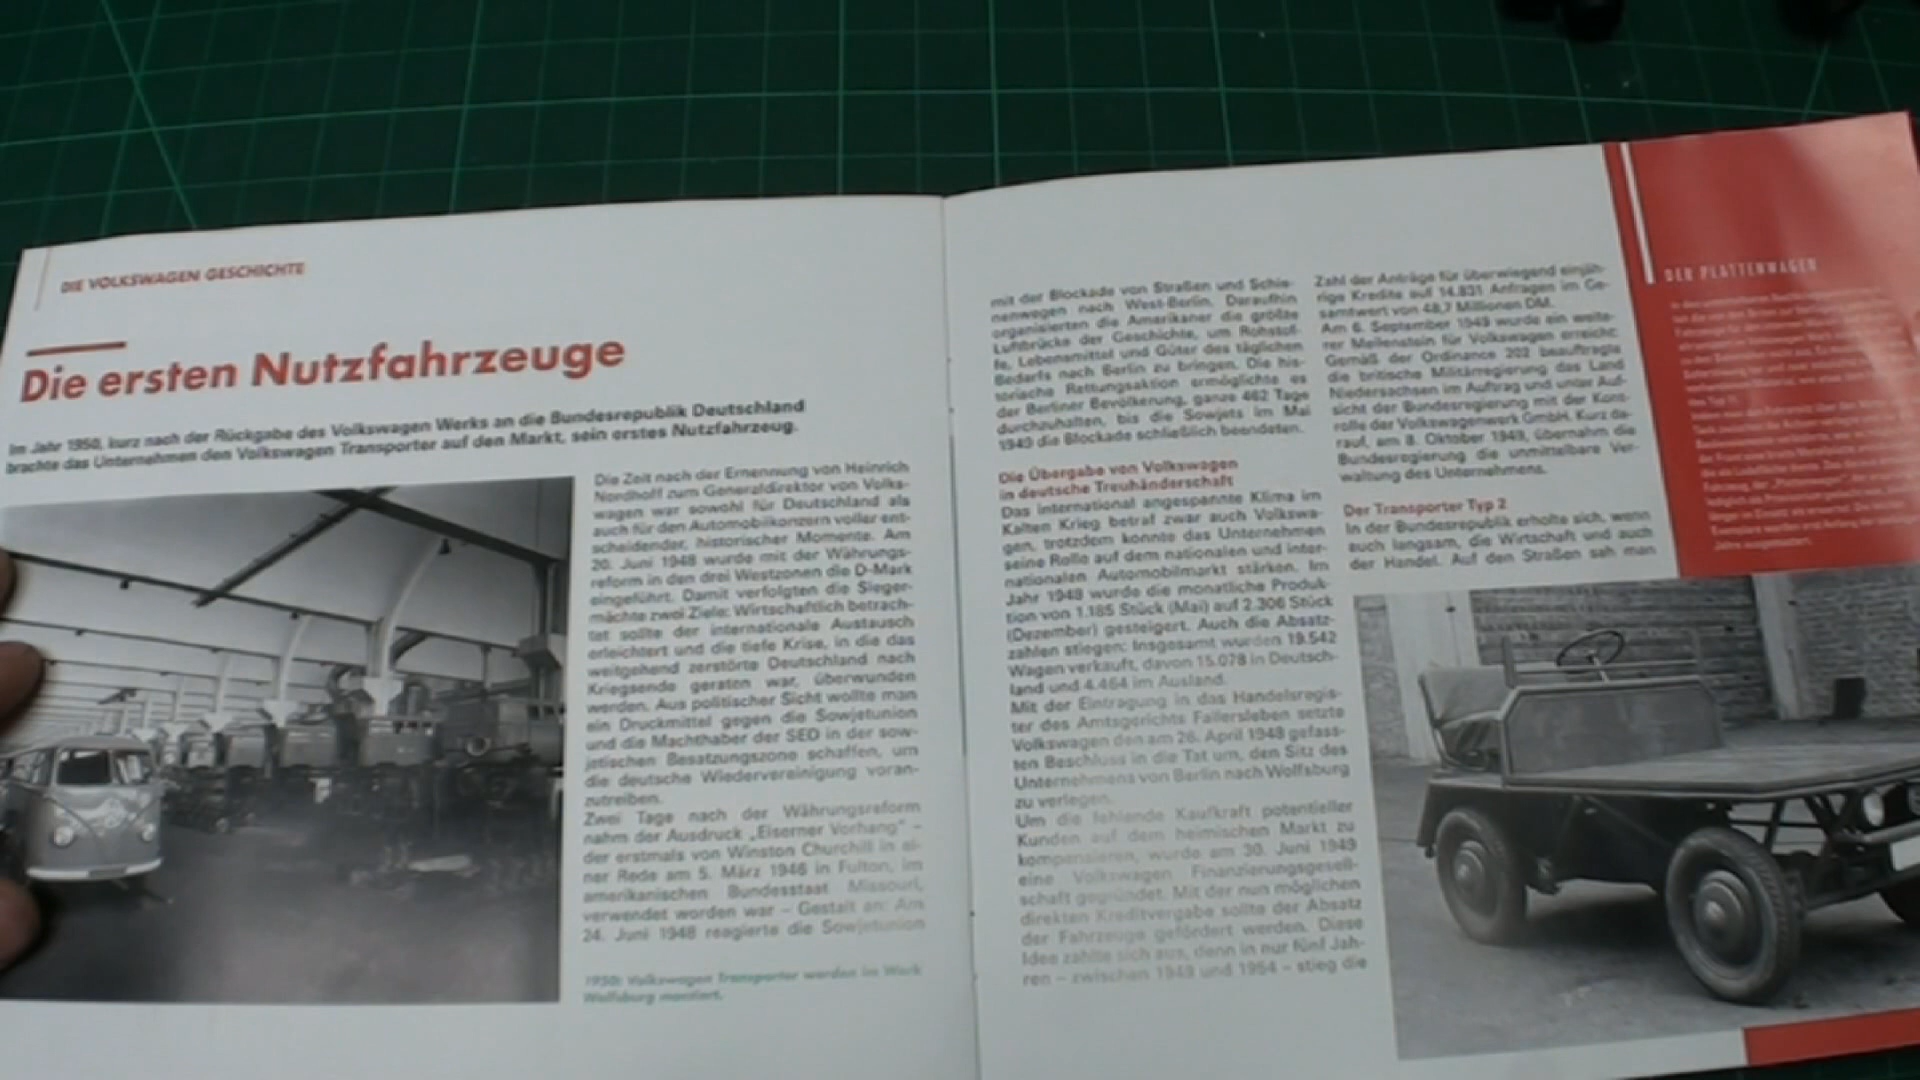 DIE VOLKSWAGEN GESCHICHTE
Die ersten Nutzfahrzeuge
Im Jahr 1950, kurz nach der Rückgabe des Volkswagen Werks an die Bundesrepublik Deutschland
brachte das Unternehmen den Volkswagen Transporter auf den Markt, sein erstes Nutzfahrzeug.
Die Zeit nach der Ernennung von Heinrich
Nordhoff zum Generaldirektor von Volks-
wagen war sowohl für Deutschland als
auch für den Automobilkonzern voller ent-
scheidender, historischer Momente. Am
20. Juni 1948 wurde mit der Währungs-
reform in den drei Westzonen die D-Mark
eingeführt. Damit verfolgten die Sieger-
mächte zwei Ziele: Wirtschaftlich betrach-
tet sollte der internationale Austausch
erleichtert und die tiefe Krise, in die das
weitgehend zerstörte Deutschland nach
Kriegsende geraten war, überwunden
werden. Aus politischer Sicht wollte man
ein Druckmittel gegen die Sowjetunion
und die Machthaber der SED in der sow-
jetischen Besatzungszone schaffen, um
die deutsche Wiedervereinigung voran-
zutreiben.
Zwei Tage nach der Währungsreform
nahm der Ausdruck „Eiserner Vorhang“ –
der erstmals von Winston Churchill in ei-
ner Rede am 5. März 1946 in Fulton, im
amerikanischen Bundesstaat Missouri,
verwendet worden war – Gestalt an: Am
24. Juni 1948 reagierte die Sowjetunion
1950: Volkswagen Transporter werden im Werk
Wolfsburg montiert.
mit der Blockade von Straßen und Schie-
nenwegen nach West-Berlin. Daraufhin
organisierten die Amerikaner die größte
Luftbrücke der Geschichte, um Rohstof-
fe, Lebensmittel und Güter des täglichen
Bedarfs nach Berlin zu bringen. Die his-
torische Rettungsaktion ermöglichte es
der Berliner Bevölkerung, ganze 462 Tage
durchzuhalten, bis die Sowjets im Mai
1949 die Blockade schließlich beendeten.
Die Übergabe von Volkswagen
in deutsche Treuhänderschaft
Das international angespannte Klima im
Kalten Krieg betraf zwar auch Volkswa-
gen, trotzdem konnte das Unternehmen
seine Rolle auf dem nationalen und inter-
nationalen Automobilmarkt stärken. Im
Jahr 1948 wurde die monatliche Produk-
tion von 1.185 Stück (Mai) auf 2.306 Stück
(Dezember) gesteigert. Auch die Absatz-
zahlen stiegen: Insgesamt wurden 19.542
Wagen verkauft, davon 15.078 in Deutsch-
land und 4.464 im Ausland.
Mit der Eintragung in das Handelsregis-
ter des Amtsgerichts Fallersleben setzte
Volkswagen den am 26. April 1948 gefass-
ten Beschluss in die Tat um, den Sitz des
Unternehmens von Berlin nach Wolfsburg
zu verlegen.
Um die fehlende Kaufkraft potentieller
Kunden auf dem heimischen Markt zu
kompensieren, wurde am 30. Juni 1949
eine Volkswagen Finanzierungsgesell-
schaft gegründet. Mit der nun möglichen
direkten Kreditvergabe sollte der Absatz
der Fahrzeuge gefördert werden. Diese
Idee zahlte sich aus, denn in nur fünf Jah-
ren – zwischen 1949 und 1954 – stieg die
Zahl der Anträge für überwiegend einjäh-
rige Kredite auf 14.831 Anfragen im Ge-
samtwert von 48,7 Millionen DM.
Am 6. September 1949 wurde ein weite-
rer Meilenstein für Volkswagen erreicht:
Gemäß der Ordinance 202 beauftragte
die britische Militärregierung das Land
Niedersachsen im Auftrag und unter Auf-
sicht der Bundesregierung mit der Kont-
rolle der Volkswagenwerk GmbH. Kurz da-
rauf, am 8. Oktober 1949, übernahm die
Bundesregierung die unmittelbare Ver-
waltung des Unternehmens.
Der Transporter Typ 2
In der Bundesrepublik erholte sich, wenn
auch langsam, die Wirtschaft und auch
der Handel. Auf den Straßen sah man
DER PLATTENWAGEN